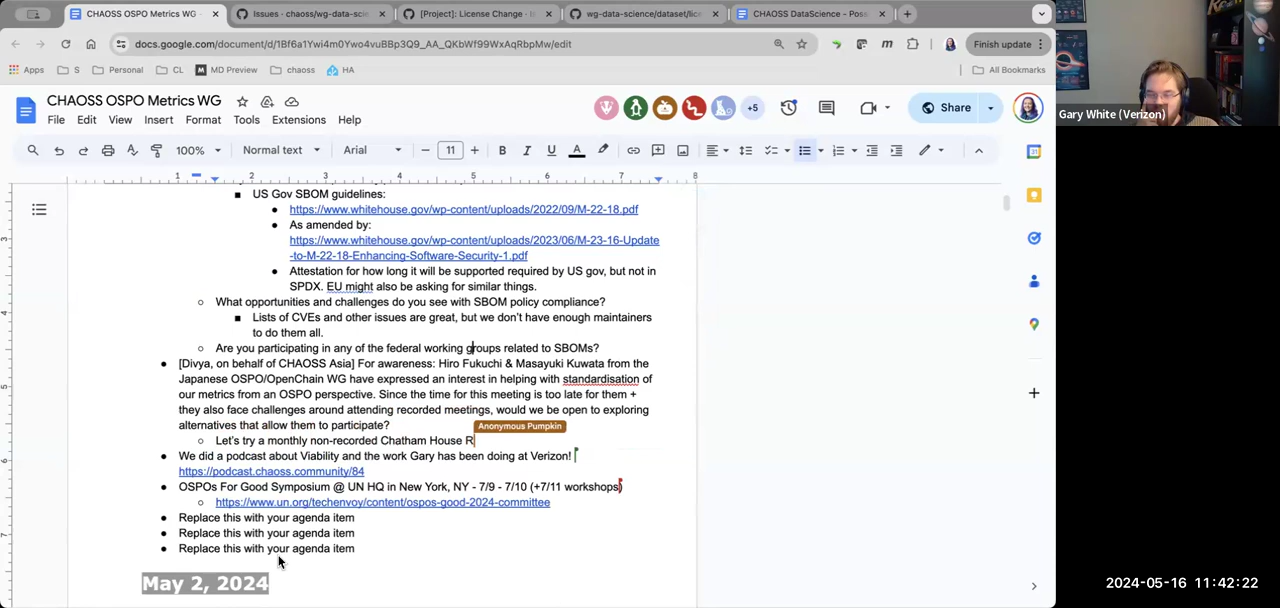 CHAOSS OSPO Metrics WG
Issues · chaoss/wg-data-sci
[Project]: License Change ·
wg-data-science/dataset/lice
CHAOSS DataScience - Pos
docs.google.com/document/d/1Bf6a1Ywi4m0Ywo4vuBBp3Q9_AA_QKbWf99WxAqRbpMw/edit
Finish update
Apps
S
Personal
CL
MD Preview
chaoss
HA
All Bookmarks
CHAOSS OSPO Metrics WG
File Edit View Insert Format Tools Extensions Help
+5
Share
100%
Normal text
Arial
11
B I U A
1 2 3 4 5 6 7 8
US Gov SBOM guidelines:
https://www.whitehouse.gov/wp-content/uploads/2022/09/M-22-18.pdf
As amended by:
https://www.whitehouse.gov/wp-content/uploads/2023/06/M-23-16-Update
-to-M-22-18-Enhancing-Software-Security-1.pdf
Attestation for how long it will be supported required by US gov, but not in
SPDX. EU might also be asking for similar things.
What opportunities and challenges do you see with SBOM policy compliance?
Lists of CVEs and other issues are great, but we don't have enough maintainers
to do them all.
Are you participating in any of the federal working groups related to SBOMs?
[Divya, on behalf of CHAOSS Asia] For awareness: Hiro Fukuchi & Masayuki Kuwata from the
Japanese OSPO/OpenChain WG have expressed an interest in helping with standardisation of
our metrics from an OSPO perspective. Since the time for this meeting is too late for them +
they also face challenges around attending recorded meetings, would we be open to exploring
alternatives that allow them to participate?
Anonymous Pumpkin
Let's try a monthly non-recorded Chatham House R
We did a podcast about Viability and the work Gary has been doing at Verizon!
https://podcast.chaoss.community/84
OSPOs For Good Symposium @ UN HQ in New York, NY - 7/9 - 7/10 (+7/11 workshops)
https://www.un.org/techenvoy/content/ospos-good-2024-committee
Replace this with your agenda item
Replace this with your agenda item
Replace this with your agenda item
May 2, 2024
3
4
5
6
7
Gary White (Verizon)
2024-05-16 11:42:22